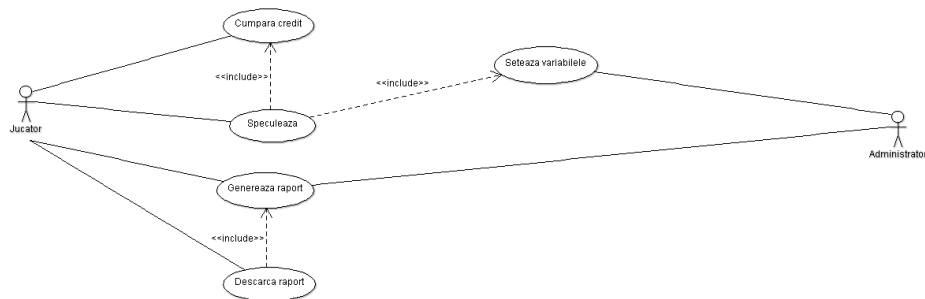 Cumpara credit
<<include>>
Seteaza variabilele
<<include>>
Jucator
Speculeaza
Administrator
Genereaza raport
<<include>>
Descarca raport